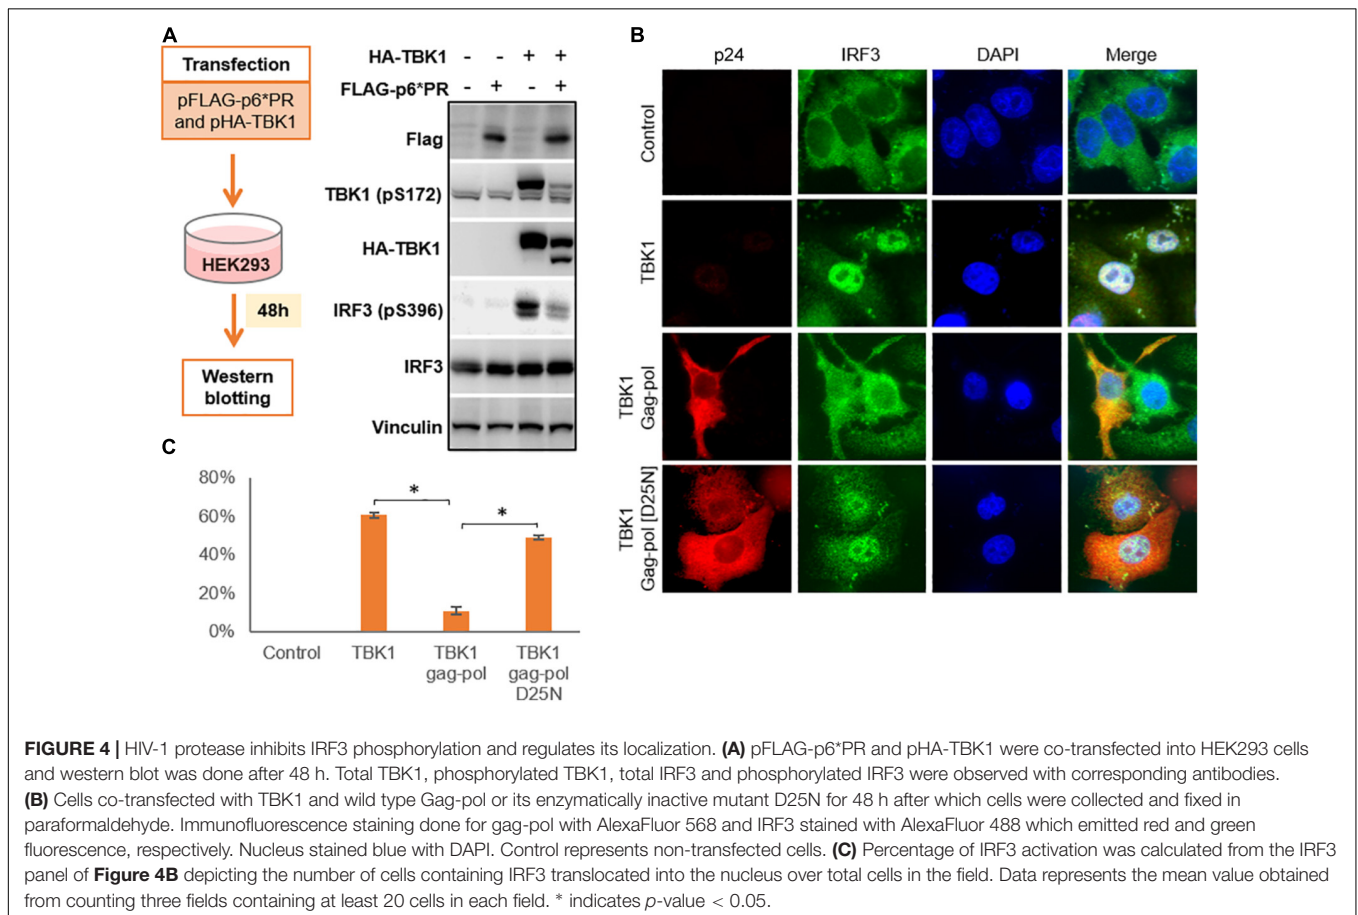 A
Transfection
pFLAG-p6*PR
and pHA-TBK1
HEK293
48h
Western
blotting
HA-TBK1 - - + +
FLAG-p6*PR - + - +
Flag
TBK1 (pS172)
HA-TBK1
IRF3 (pS396)
IRF3
Vinculin
B
p24 IRF3 DAPI Merge
Control
TBK1
TBK1
Gag-pol
TBK1
Gag-pol [D25N]
C
80%
60%
40%
20%
0%
*
*
Control
TBK1
TBK1
gag-pol
TBK1
gag-pol
D25N
FIGURE 4 | HIV-1 protease inhibits IRF3 phosphorylation and regulates its localization. (A) pFLAG-p6*PR and pHA-TBK1 were co-transfected into HEK293 cells
and western blot was done after 48 h. Total TBK1, phosphorylated TBK1, total IRF3 and phosphorylated IRF3 were observed with corresponding antibodies.
(B) Cells co-transfected with TBK1 and wild type Gag-pol or its enzymatically inactive mutant D25N for 48 h after which cells were collected and fixed in
paraformaldehyde. Immunofluorescence staining done for gag-pol with AlexaFluor 568 and IRF3 stained with AlexaFluor 488 which emitted red and green
fluorescence, respectively. Nucleus stained blue with DAPI. Control represents non-transfected cells. (C) Percentage of IRF3 activation was calculated from the IRF3
panel of Figure 4B depicting the number of cells containing IRF3 translocated into the nucleus over total cells in the field. Data represents the mean value obtained
from counting three fields containing at least 20 cells in each field. * indicates p-value < 0.05.